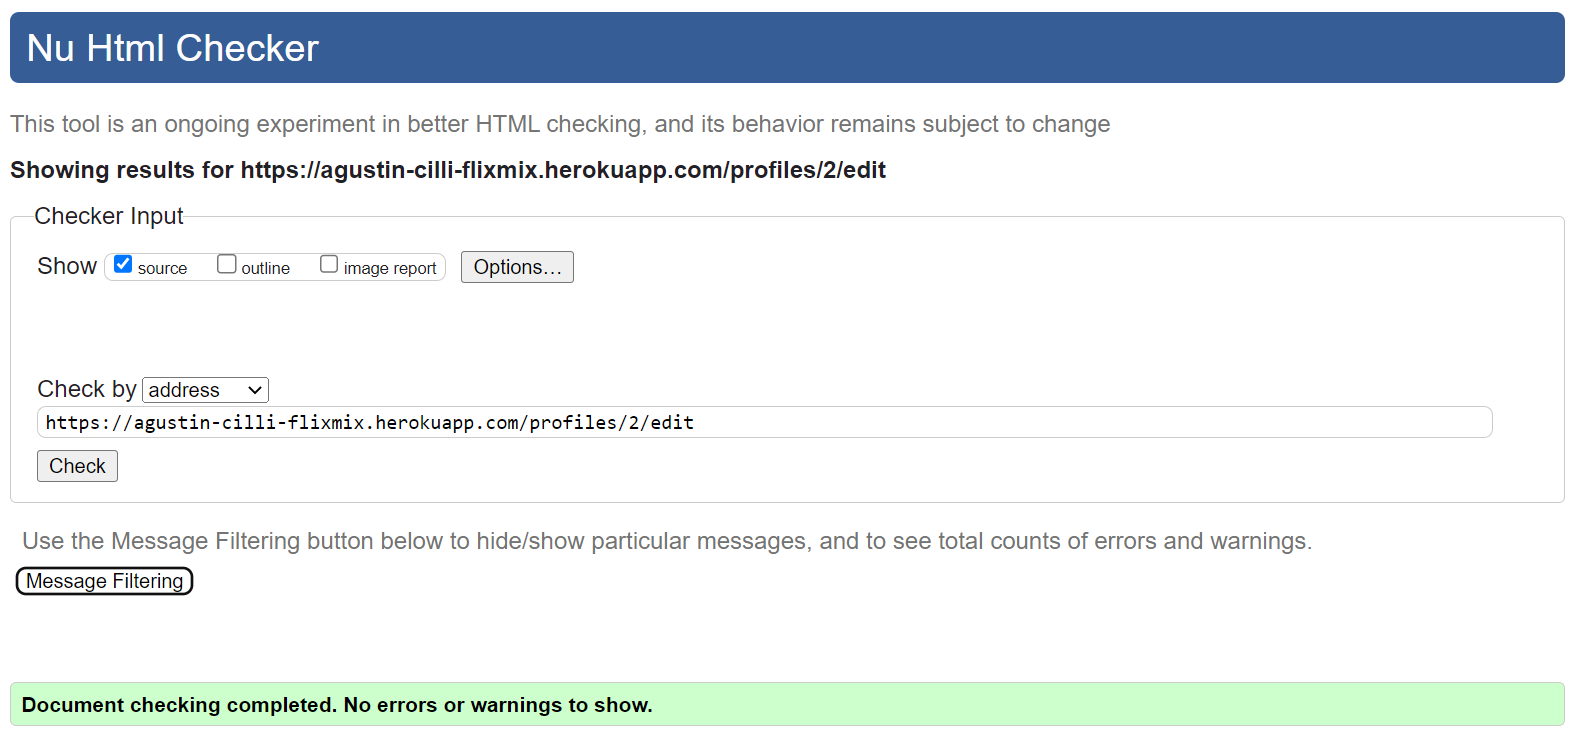 Nu Html Checker
This tool is an ongoing experiment in better HTML checking, and its behavior remains subject to change
Showing results for https://agustin-cilli-flixmix.herokuapp.com/profiles/2/edit
Checker Input
Show source outline image report Options...
Check by address
https://agustin-cilli-flixmix.herokuapp.com/profiles/2/edit
Check
Use the Message Filtering button below to hide/show particular messages, and to see total counts of errors and warnings.
Message Filtering
Document checking completed. No errors or warnings to show.